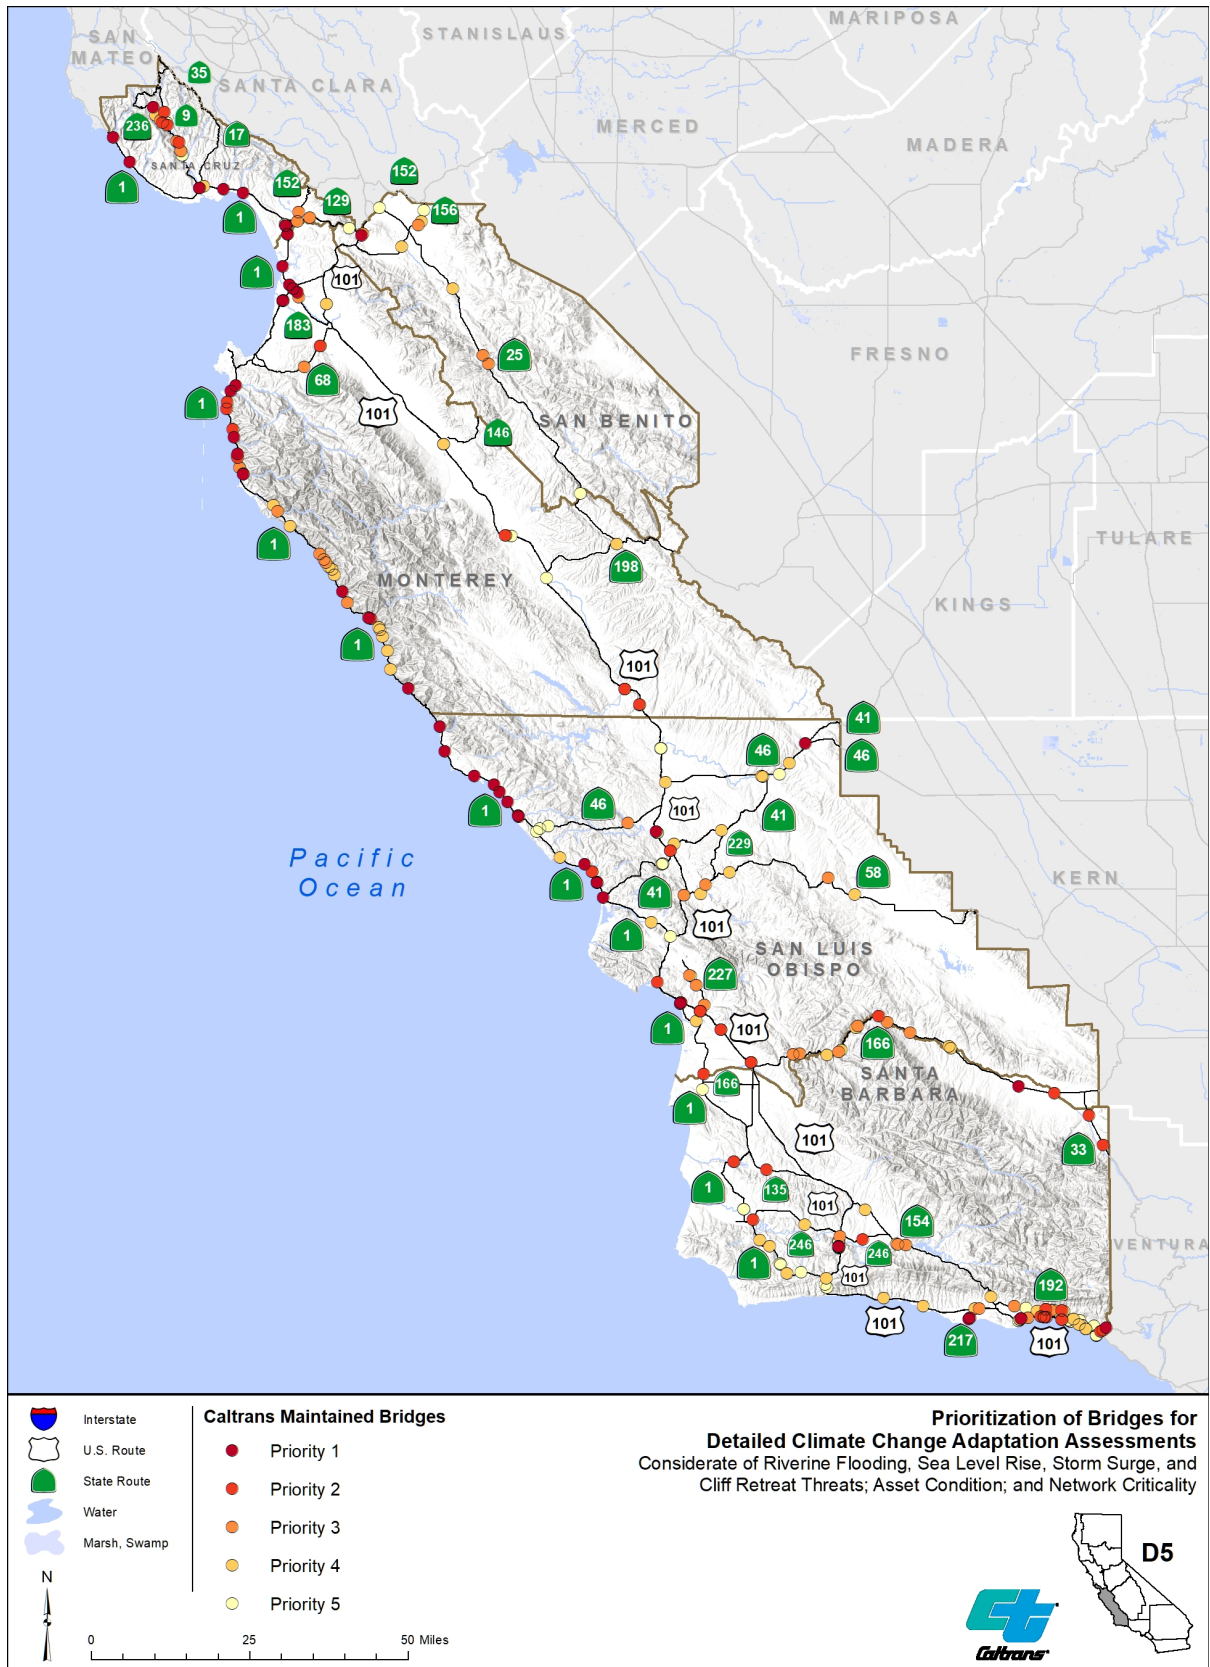 SAN
MATEO
STANISLAUS
MARIPOSA
35
SANTA CLARA
236
9
17
MERCED
MADERA
SANTA CRUZ
1
152
152
129
156
1
1
101
183
25
FRESNO
68
1
101
146
SAN BENITO
1
198
TULARE
MONTEREY
KINGS
1
101
41
46
46
1
46
101
41
229
Pacific
Ocean
1
41
58
KERN
1
101
SAN LUIS
OBISPO
227
1
101
166
166
SANTA
BARBARA
1
101
33
1
135
101
154
246
246
VENTURA
1
101
192
101
217
101
Interstate
U.S. Route
State Route
Water
Marsh, Swamp
N
0 25 50 Miles
Caltrans Maintained Bridges
Priority 1
Priority 2
Priority 3
Priority 4
Priority 5
Prioritization of Bridges for
Detailed Climate Change Adaptation Assessments
Considerate of Riverine Flooding, Sea Level Rise, Storm Surge, and
Cliff Retreat Threats; Asset Condition; and Network Criticality
D5
ct
Caltrans